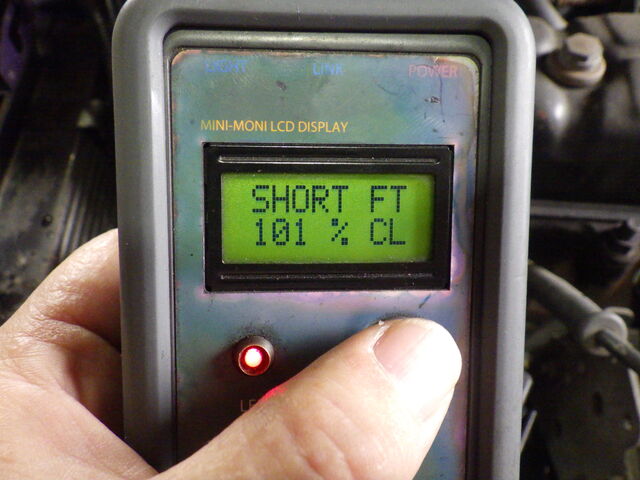 LINK POWER
MINI-MONI LCD DISPLAY
SHORT FT
101 % CL